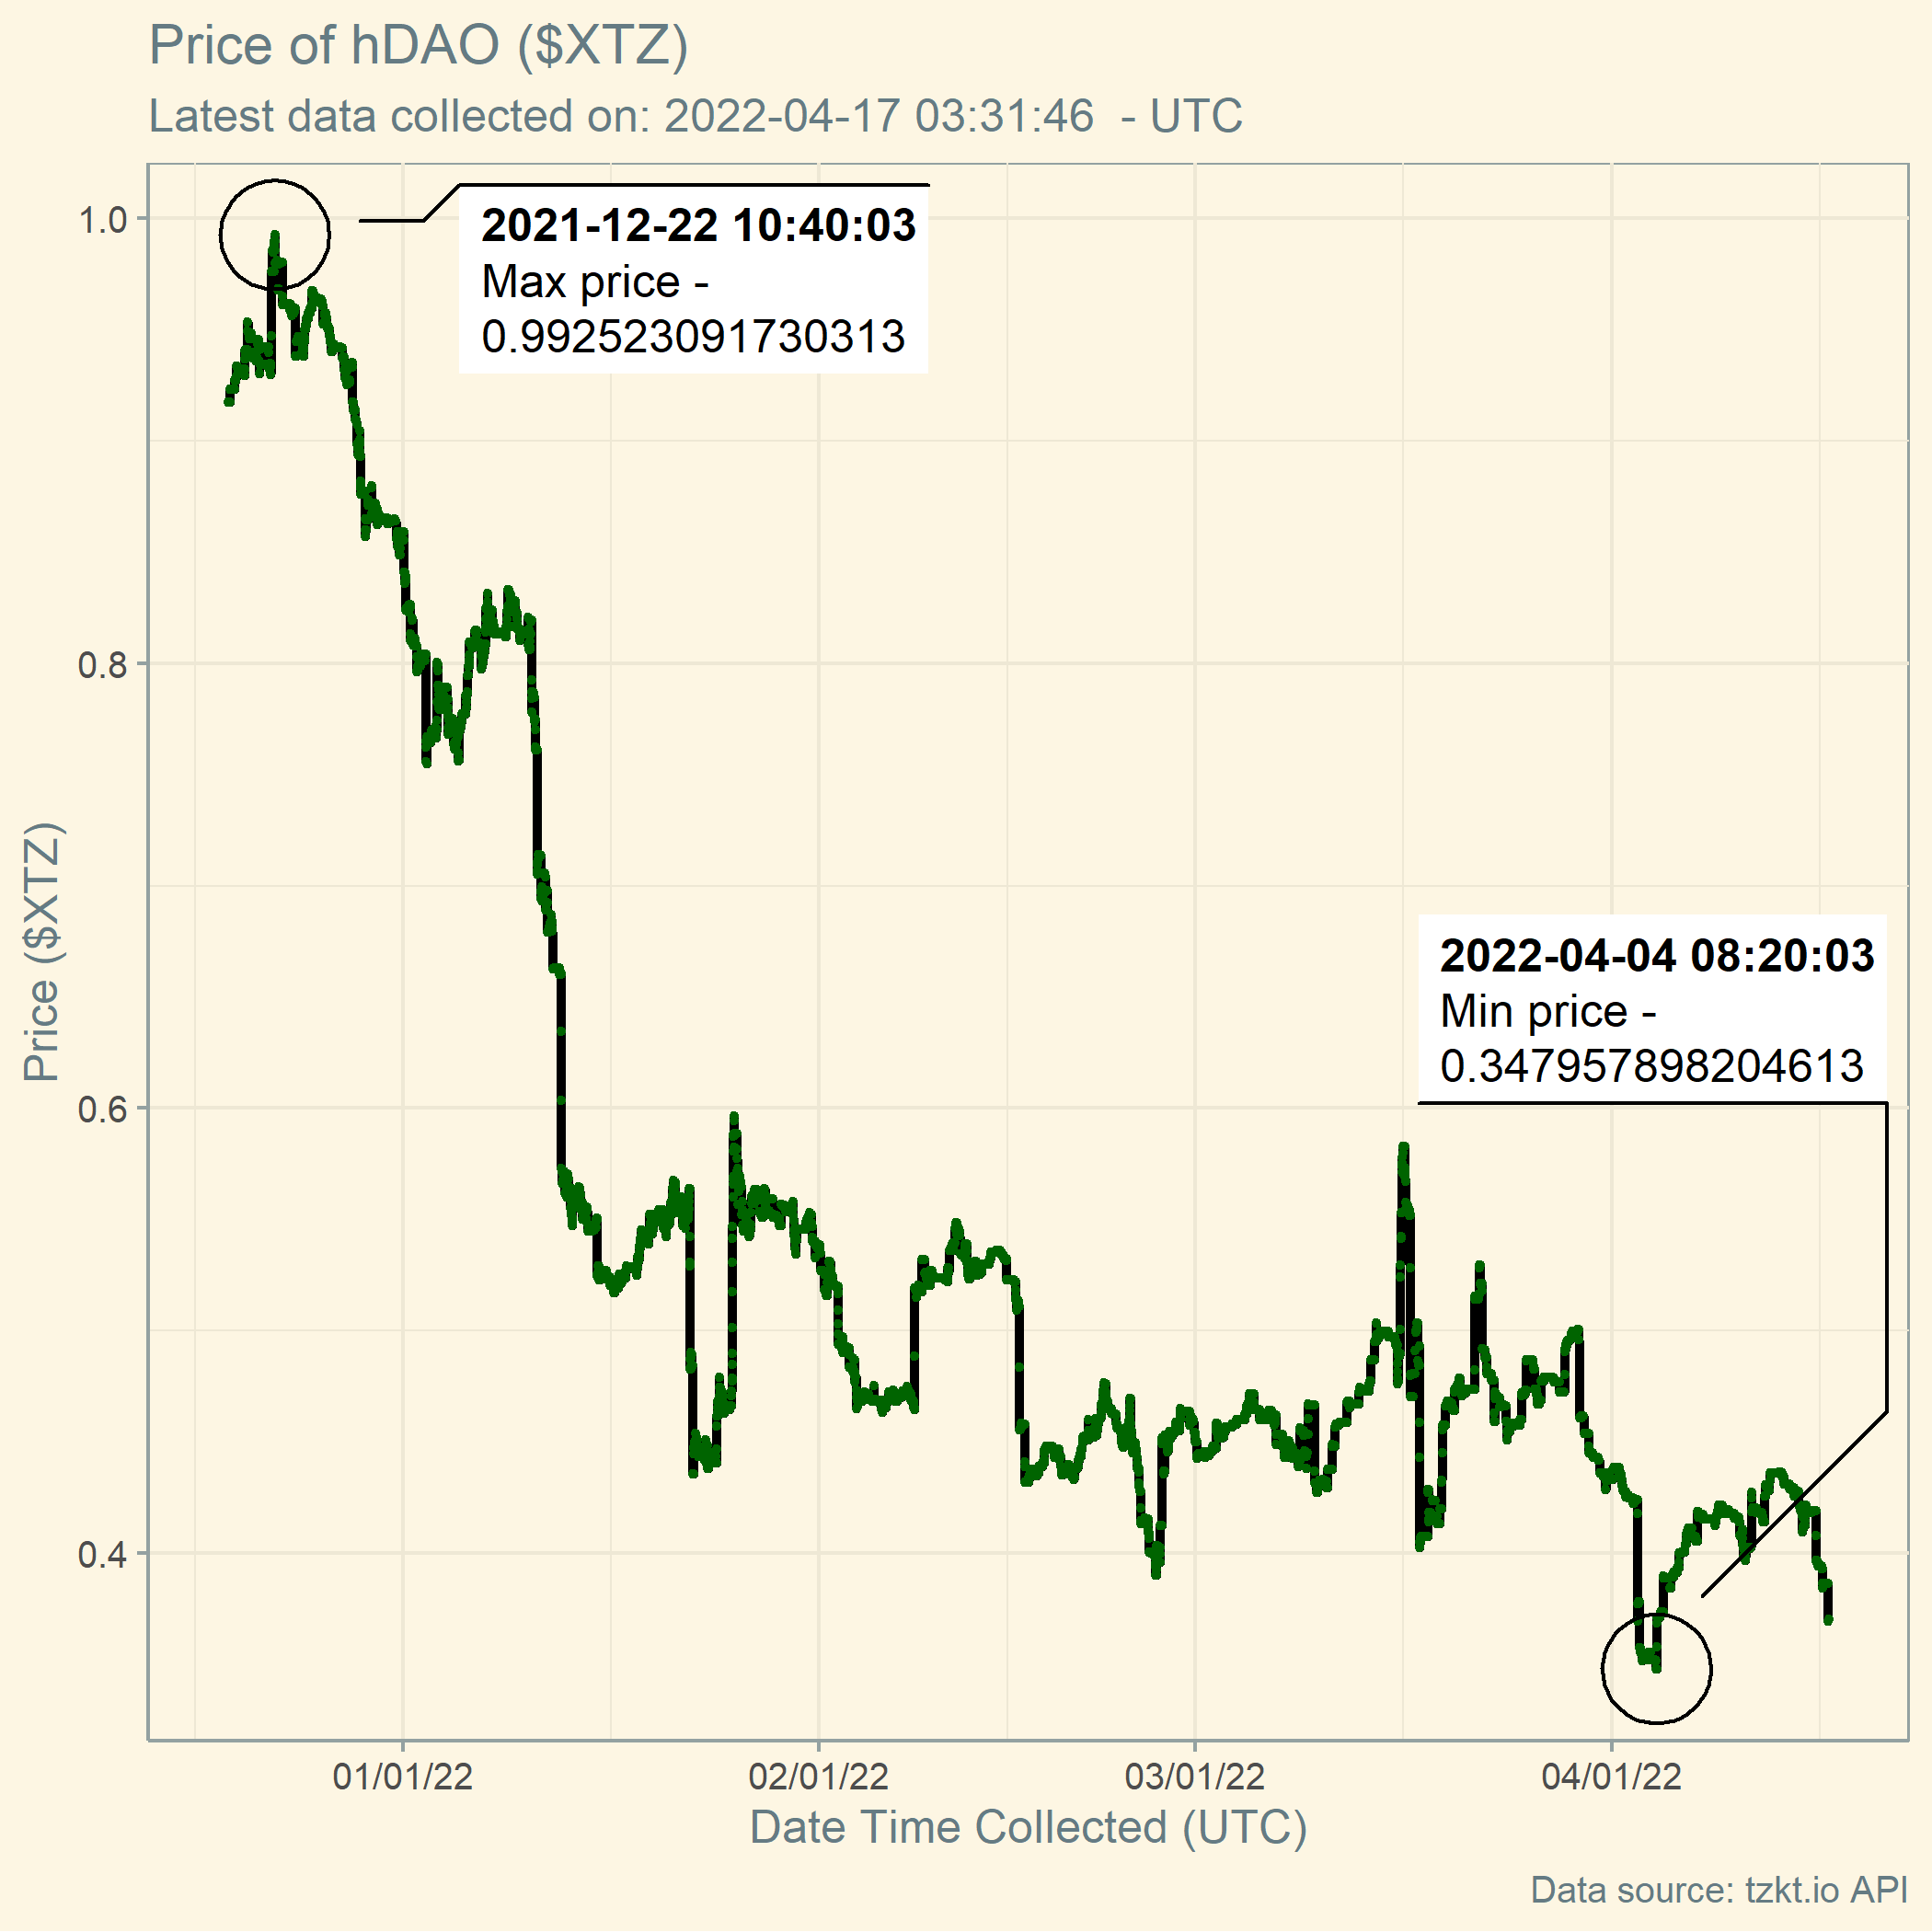 Price of hDAO ($XTZ)
Latest data collected on: 2022-04-17 03:31:46  - UTC
1.0
0.8
0.6
0.4
Price ($XTZ)
2021-12-22 10:40:03
Max price -
0.992523091730313
2022-04-04 08:20:03
Min price -
0.347957898204613
01/01/22
02/01/22
03/01/22
04/01/22
Date Time Collected (UTC)
Data source: tzkt.io API